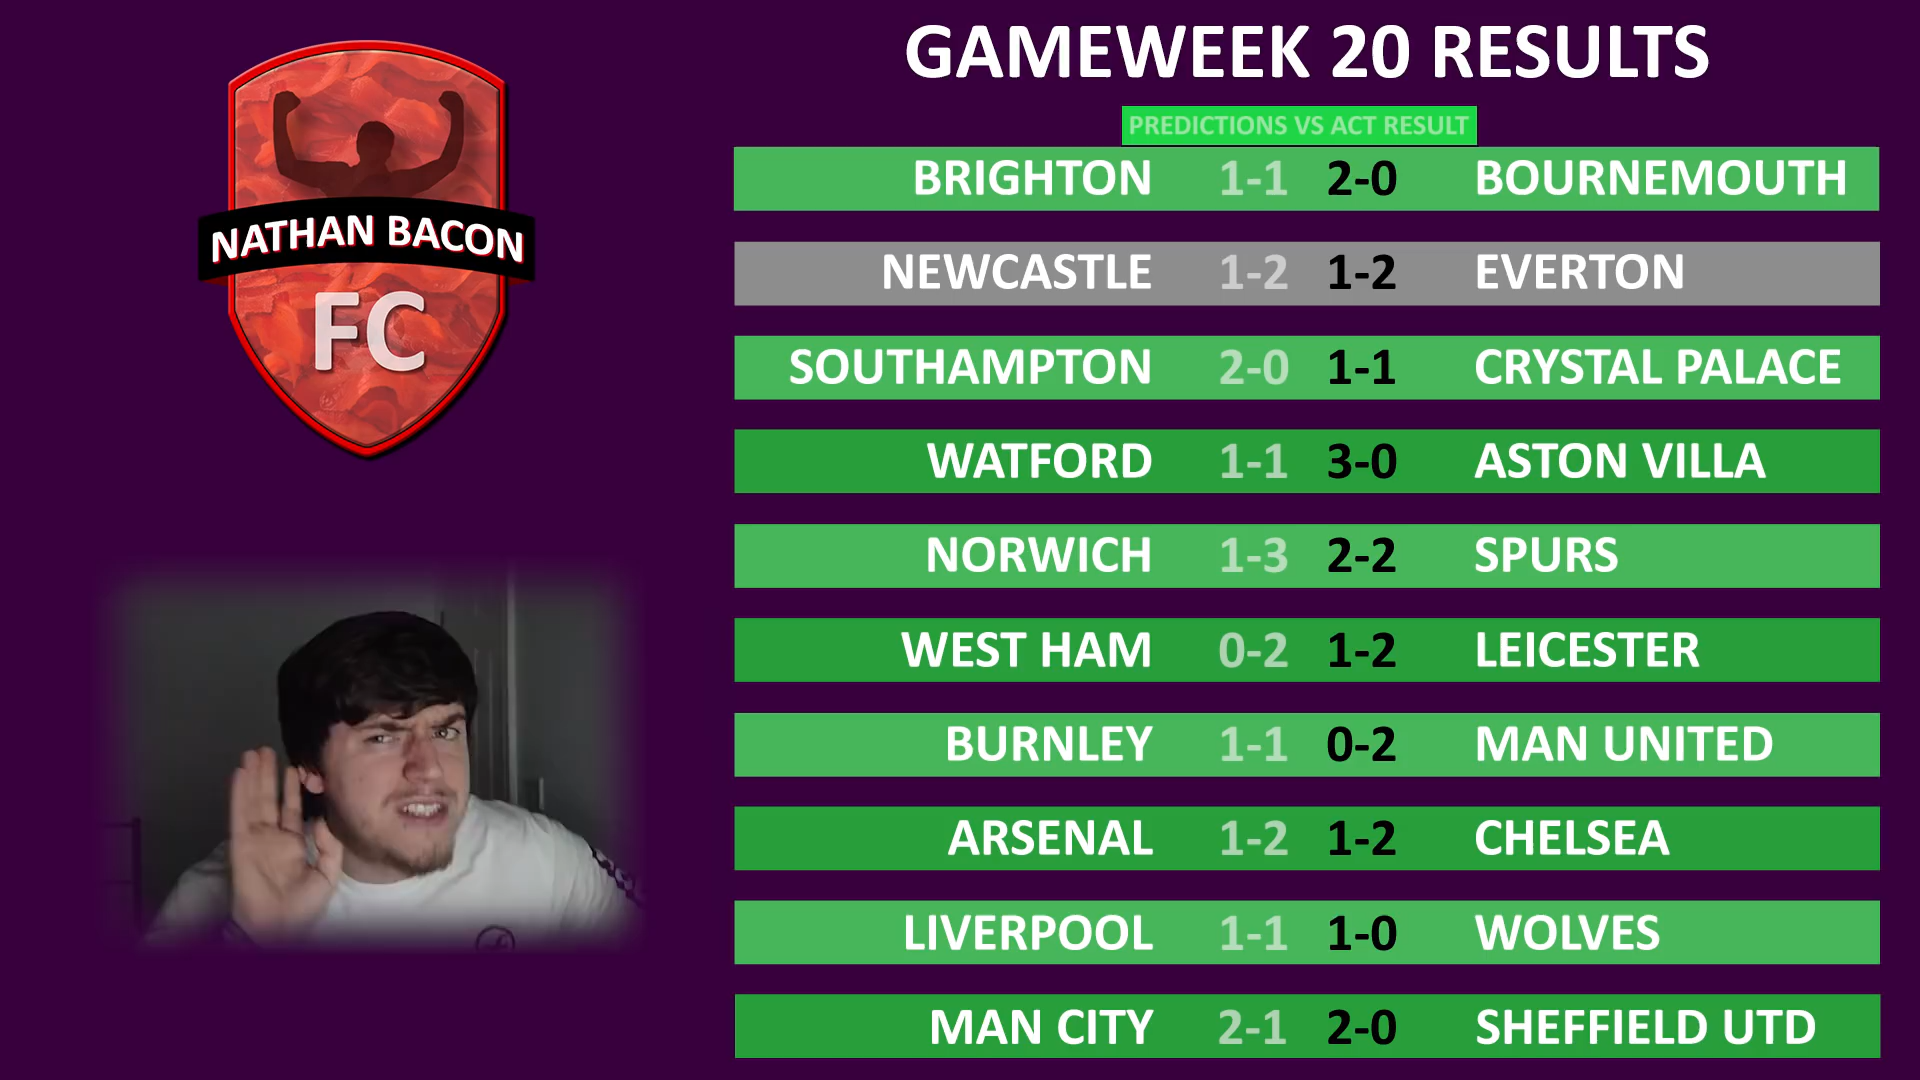 NATHAN BACON
FC
GAMEWEEK 20 RESULTS
PREDICTIONS VS ACT RESULT
BRIGHTON 1-1 2-0 BOURNEMOUTH
NEWCASTLE 1-2 1-2 EVERTON
SOUTHAMPTON 2-0 1-1 CRYSTAL PALACE
WATFORD 1-1 3-0 ASTON VILLA
NORWICH 1-3 2-2 SPURS
WEST HAM 0-2 1-2 LEICESTER
BURNLEY 1-1 0-2 MAN UNITED
ARSENAL 1-2 1-2 CHELSEA
LIVERPOOL 1-1 1-0 WOLVES
MAN CITY 2-1 2-0 SHEFFIELD UTD